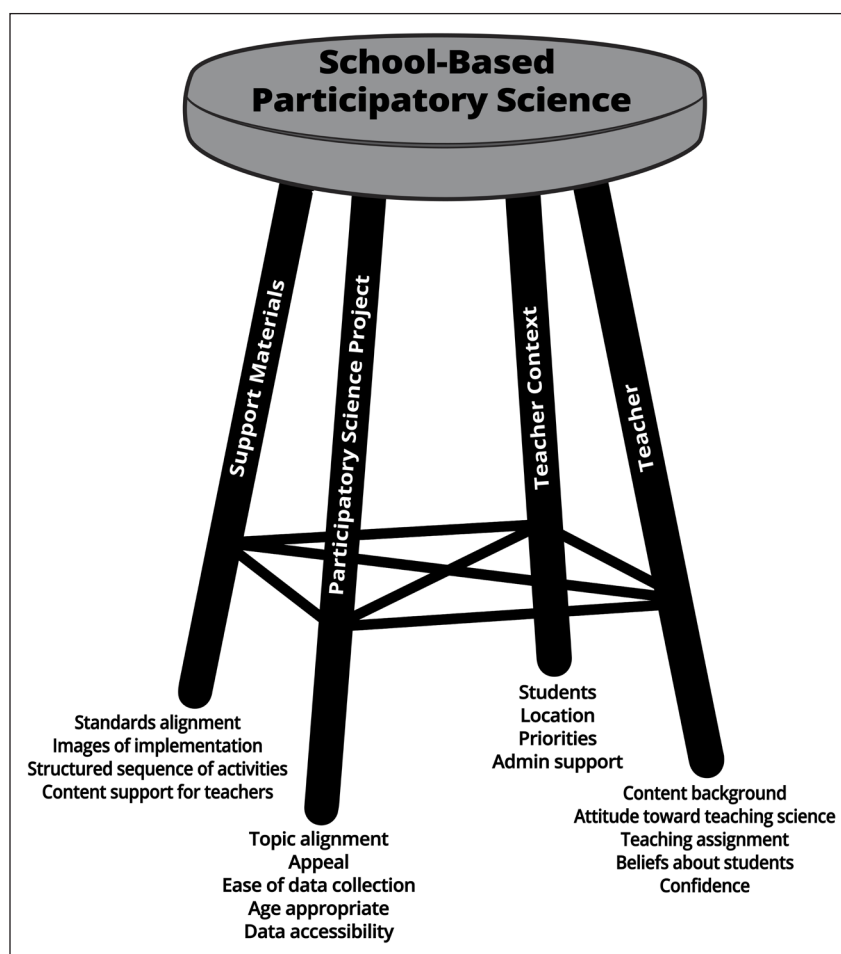 School-Based
Participatory Science
Support Materials
Participatory Science Project
Teacher Context
Teacher
Standards alignment
Images of implementation
Structured sequence of activities
Content support for teachers
Topic alignment
Appeal
Ease of data collection
Age appropriate
Data accessibility
Students
Location
Priorities
Admin support
Content background
Attitude toward teaching science
Teaching assignment
Beliefs about students
Confidence